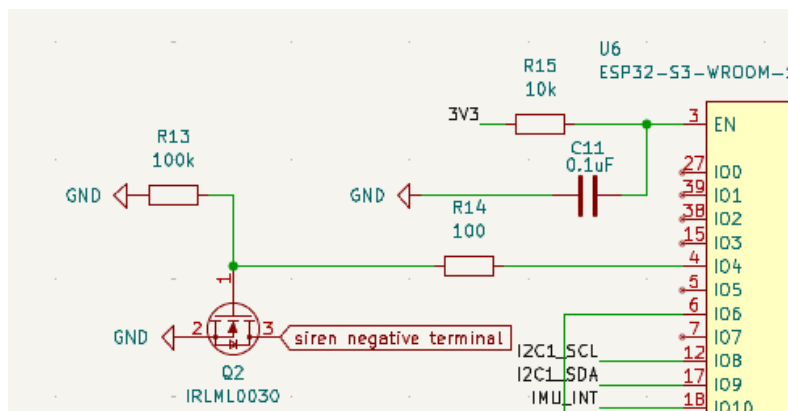 U6
ESP32-S3-WROOM-
R15
10k
3V3
3
EN
R13
100k
C11
0.1uF
27
IO0
GND
GND
39
IO1
R14
100
38
IO2
15
IO3
4
IO4
1
5
IO5
6
IO6
GND
2
3
siren negative terminal
7
IO7
I2C1_SCL
12
IO8
Q2
I2C1_SDA
17
IO9
IRLML0030
IMU_INT
18
IO10